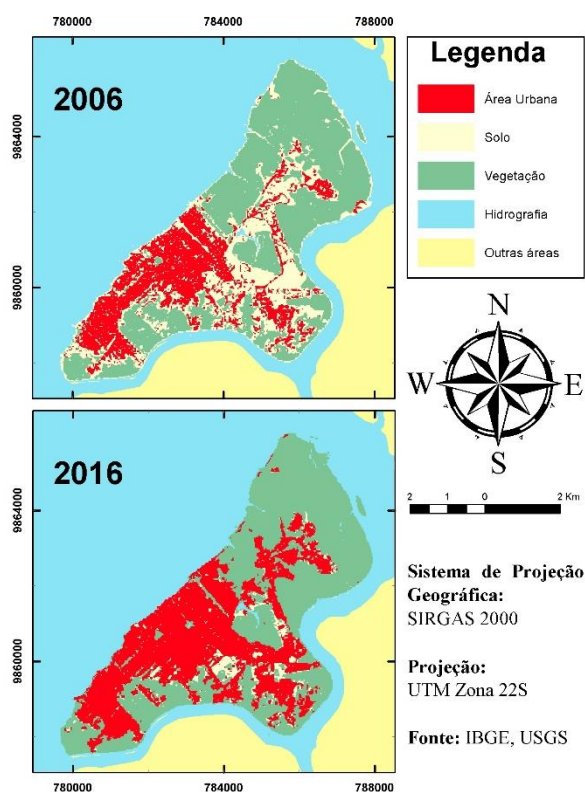 780000 784000 788000
2006
9864000
9860000
2016
9864000
9860000
780000 784000 788000
Legenda
Área Urbana
Solo
Vegetação
Hidrografia
Outras áreas
N
W E
S
2 1 0 2 Km
Sistema de Projeção
Geográfica:
SIRGAS 2000
Projeção:
UTM Zona 22S
Fonte: IBGE, USGS